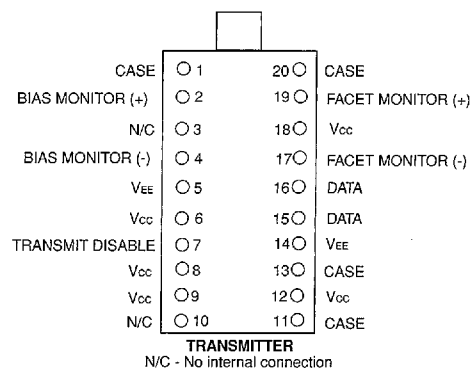 CASE 1 20 CASE
BIAS MONITOR (+) 2 19 FACET MONITOR (+)
N/C 3 18 Vcc
BIAS MONITOR (-) 4 17 FACET MONITOR (-)
VEE 5 16 DATA
Vcc 6 15 DATA
TRANSMIT DISABLE 7 14 VEE
Vcc 8 13 CASE
Vcc 9 12 Vcc
N/C 10 11 CASE
TRANSMITTER
N/C - No internal connection